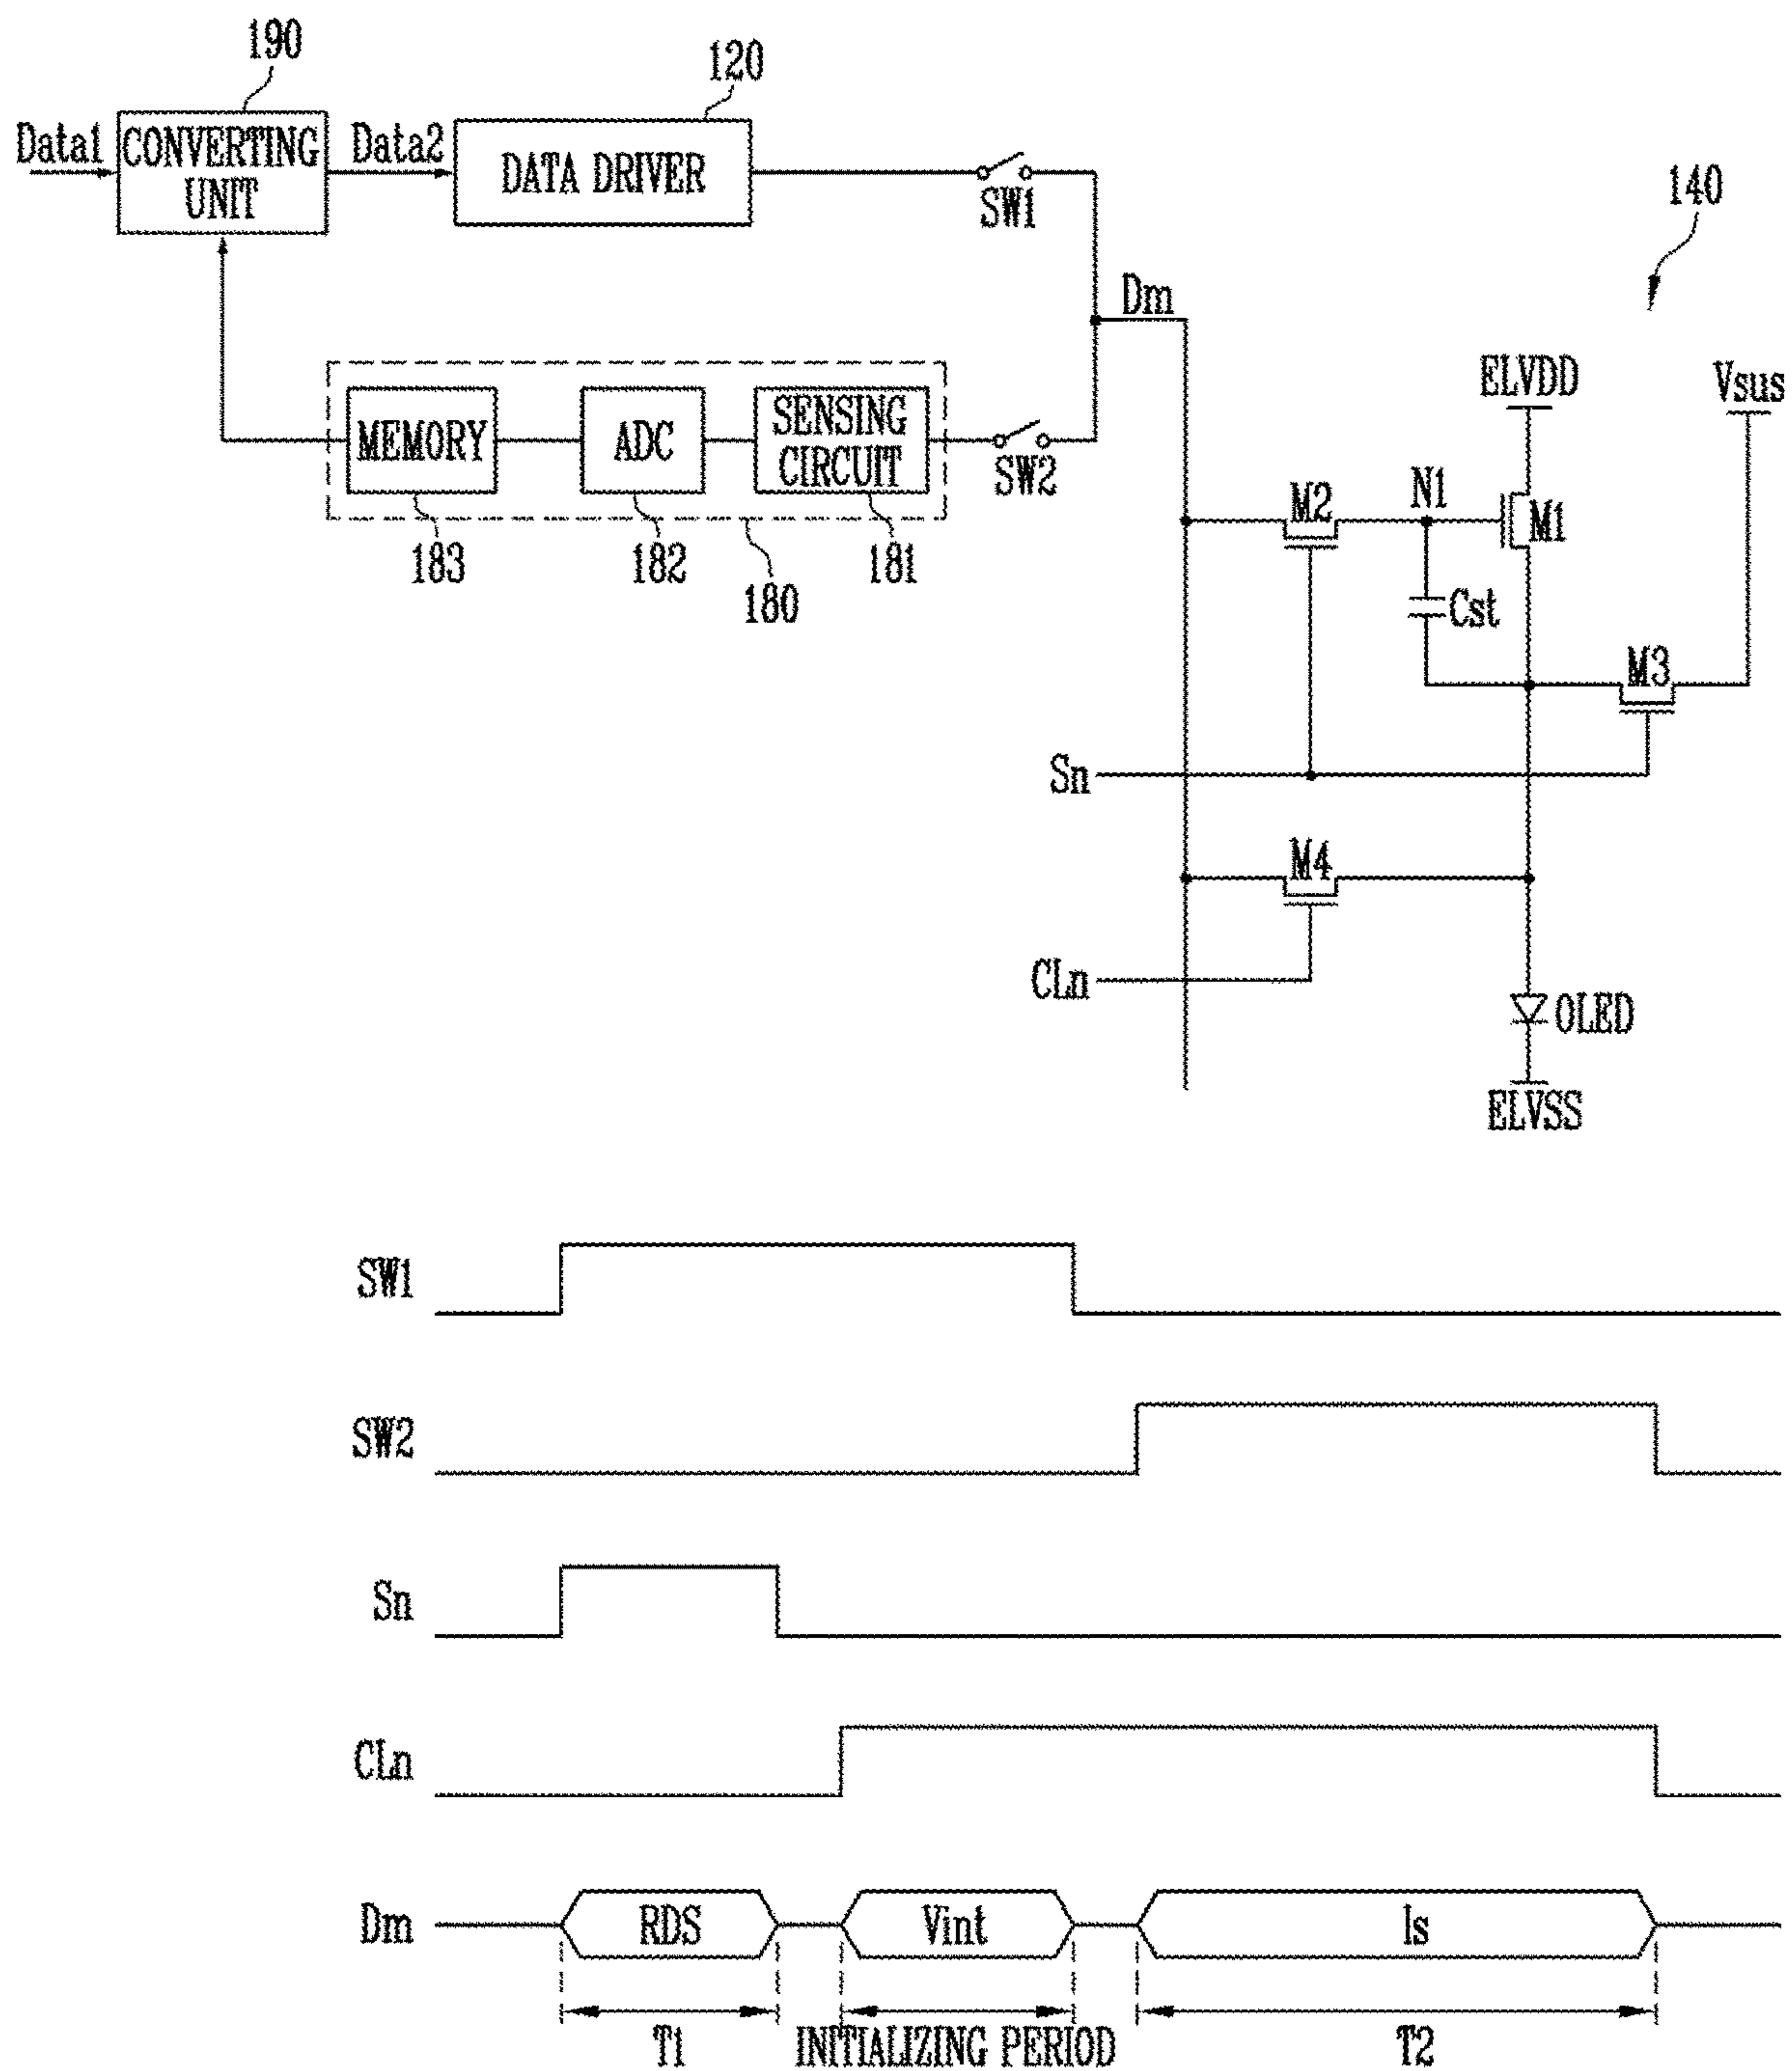 190
120
Data1
CONVERTING
UNIT
Data2
DATA DRIVER
SW1
140
Dm
ELVDD
Vsus
MEMORY
ADC
SENSING
CIRCUIT
SW2
M2
N1
M1
183
182
181
180
Cst
M3
Sn
M4
CLn
OLED
ELVSS
SW1
SW2
Sn
CLn
Dm
RDS
Vint
Is
T1
INITIALIZING PERIOD
T2